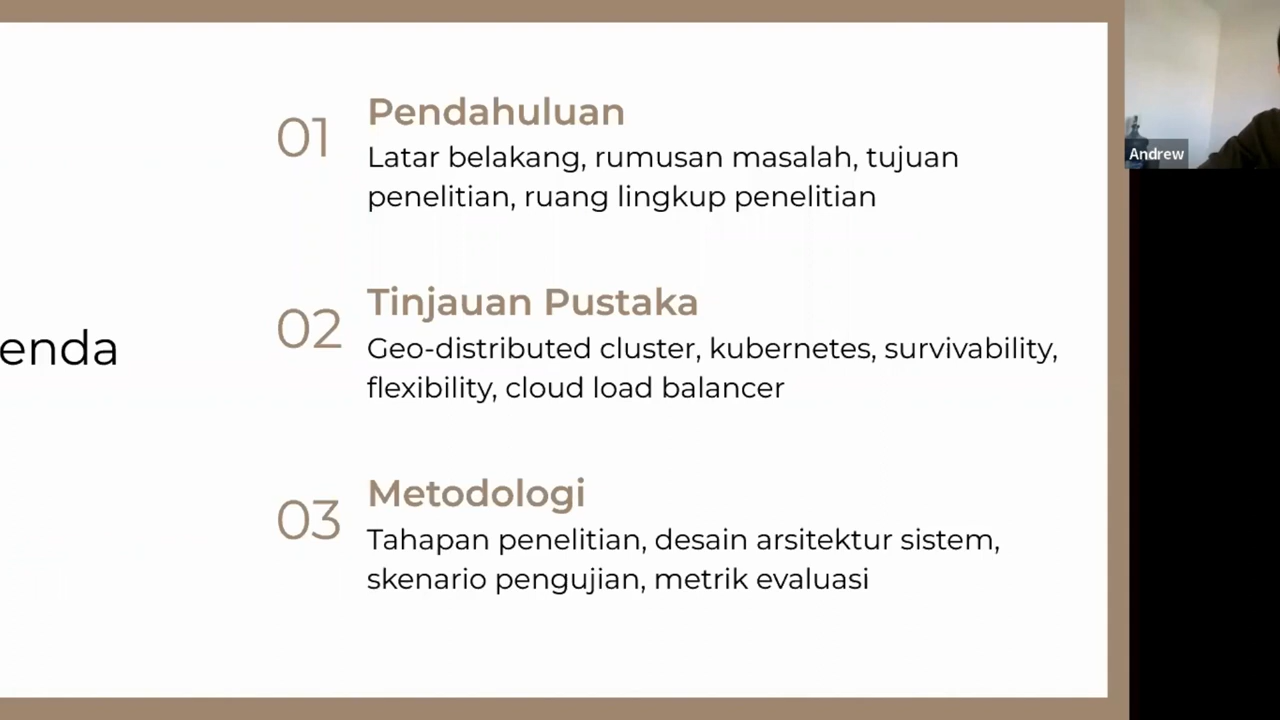 01
Pendahuluan
Latar belakang, rumusan masalah, tujuan
penelitian, ruang lingkup penelitian
enda
02
Tinjauan Pustaka
Geo-distributed cluster, kubernetes, survivability,
flexibility, cloud load balancer
03
Metodologi
Tahapan penelitian, desain arsitektur sistem,
skenario pengujian, metrik evaluasi
Andrew